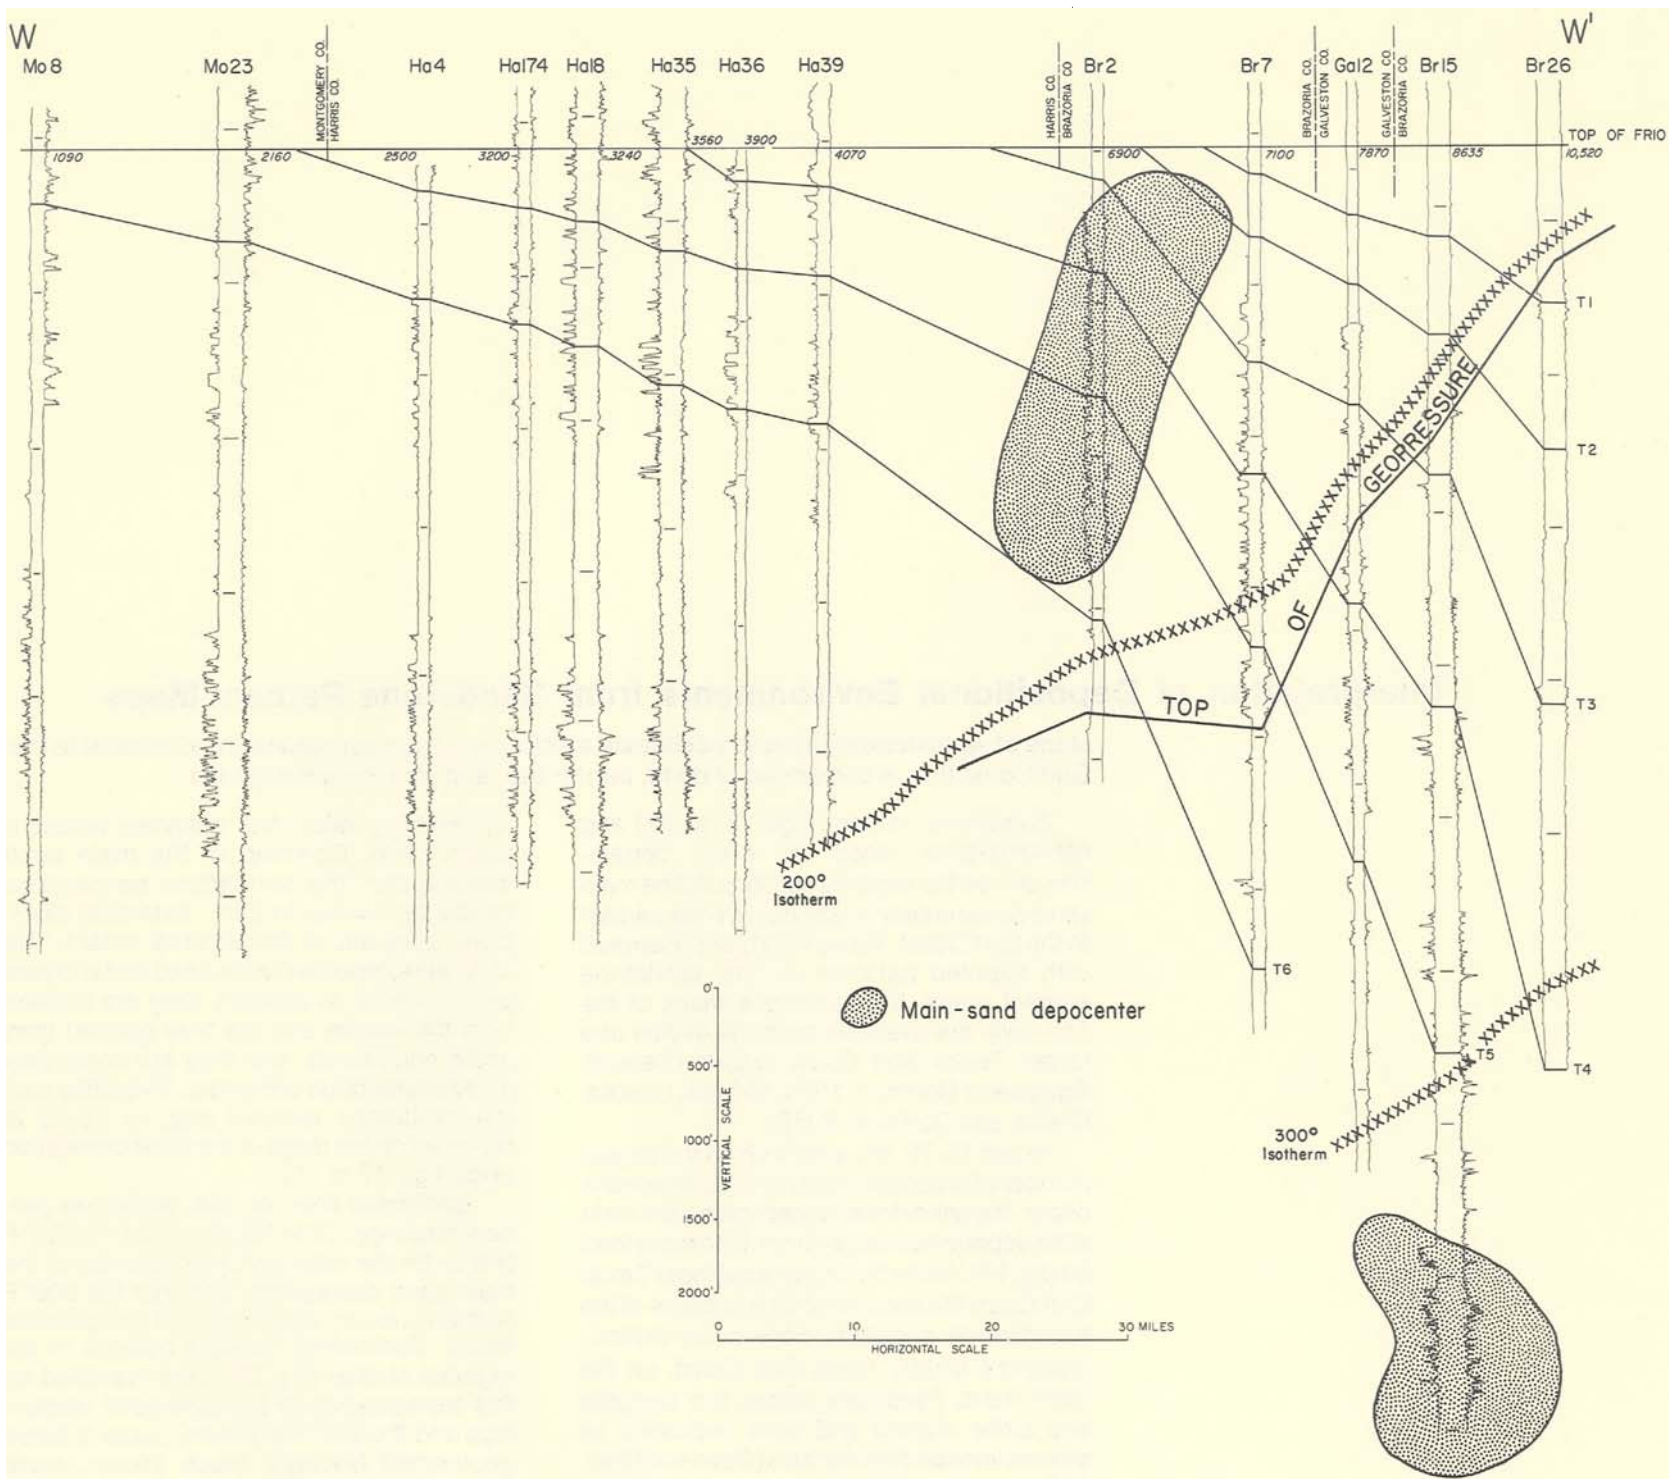 W W'
Mo8 Mo23 Ha4 Ha174 Ha18 Ha35 Ha36 Ha39 Br2 Br7 Ga12 Br15 Br26
MONTGOMERY CO.
HARRIS CO.
HARRIS CO.
BRAZORIA CO
BRAZORIA CO.
GALVESTON CO.
GALVESTON CO.
BRAZORIA CO.
TOP OF FRIO
1090 2160 2500 3200 3240 3560 3900 4070 6900 7100 7870 8635 10,520
T1
T2
T3
T4
T5
T6
TOP OF GEOPRESSURE
200°
Isotherm
300°
Isotherm
Main-sand depocenter
0'
500'
1000'
1500'
2000'
VERTICAL SCALE
0 10 20 30 MILES
HORIZONTAL SCALE